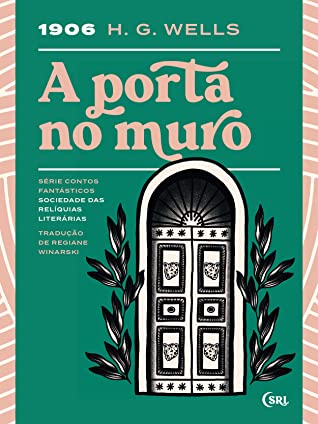 1906 H. G. WELLS
A porta
no muro
SÉRIE CONTOS
FANTÁSTICOS
SOCIEDADE DAS
RELÍQUIAS
LITERÁRIAS
TRADUÇÃO
DE REGIANE
WINARSKI
SRL